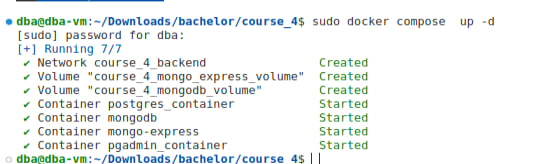 dba@dba-vm:~/Downloads/bachelor/course_4$ sudo docker compose  up -d
[sudo] password for dba:
[+] Running 7/7
✔ Network course_4_backend Created
✔ Volume "course_4_mongo_express_volume" Created
✔ Volume "course_4_mongodb_volume" Created
✔ Container postgres_container Started
✔ Container mongodb Started
✔ Container mongo-express Started
✔ Container pgadmin_container Started
dba@dba-vm:~/Downloads/bachelor/course_4$